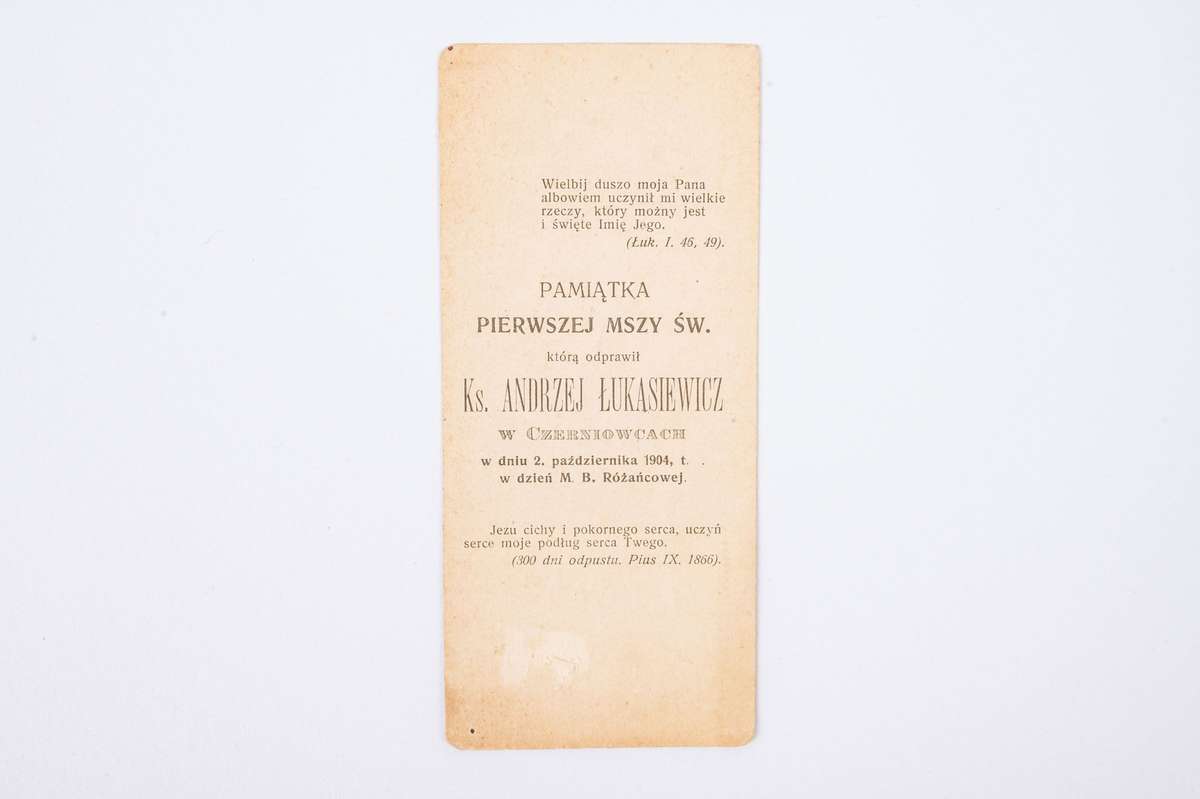 Wielbij duszo moja Pana
albowiem uczynił mi wielkie
rzeczy, który możny jest
i święte Imię Jego.
(Łuk. I. 46, 49).
PAMIĄTKA
PIERWSZEJ MSZY ŚW.
którą odprawił
Ks. ANDRZEJ ŁUKASIEWICZ
W CZERNIOWCACH
w dniu 2. października 1904, t. .
w dzień M. B. Różańcowej.
Jezu cichy i pokornego serca, uczyń
serce moje podług serca Twego.
(300 dni odpustu. Pius IX. 1866).